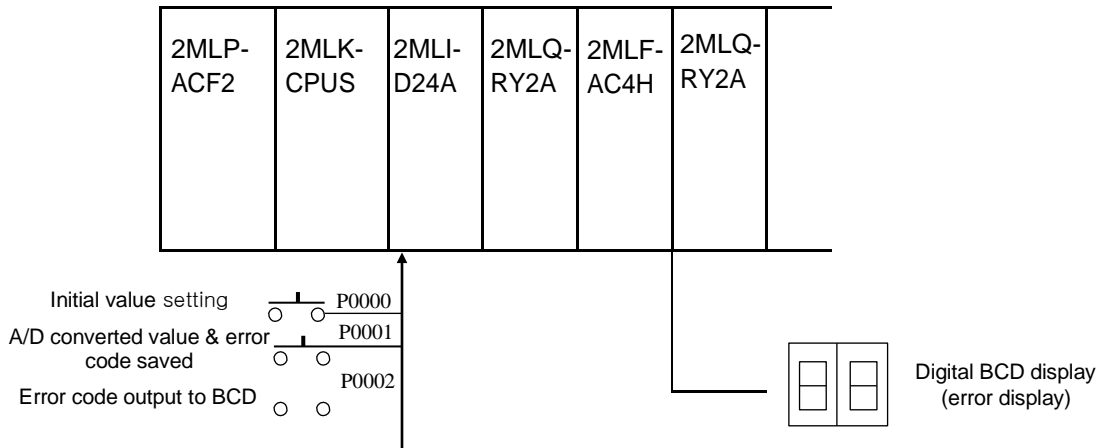 2MLP-
ACF2
2MLK-
CPUS
2MLI-
D24A
2MLQ-
RY2A
2MLF-
AC4H
2MLQ-
RY2A
Initial value setting
P0000
A/D converted value & error
code saved
P0001
Error code output to BCD
P0002
Digital BCD display
(error display)